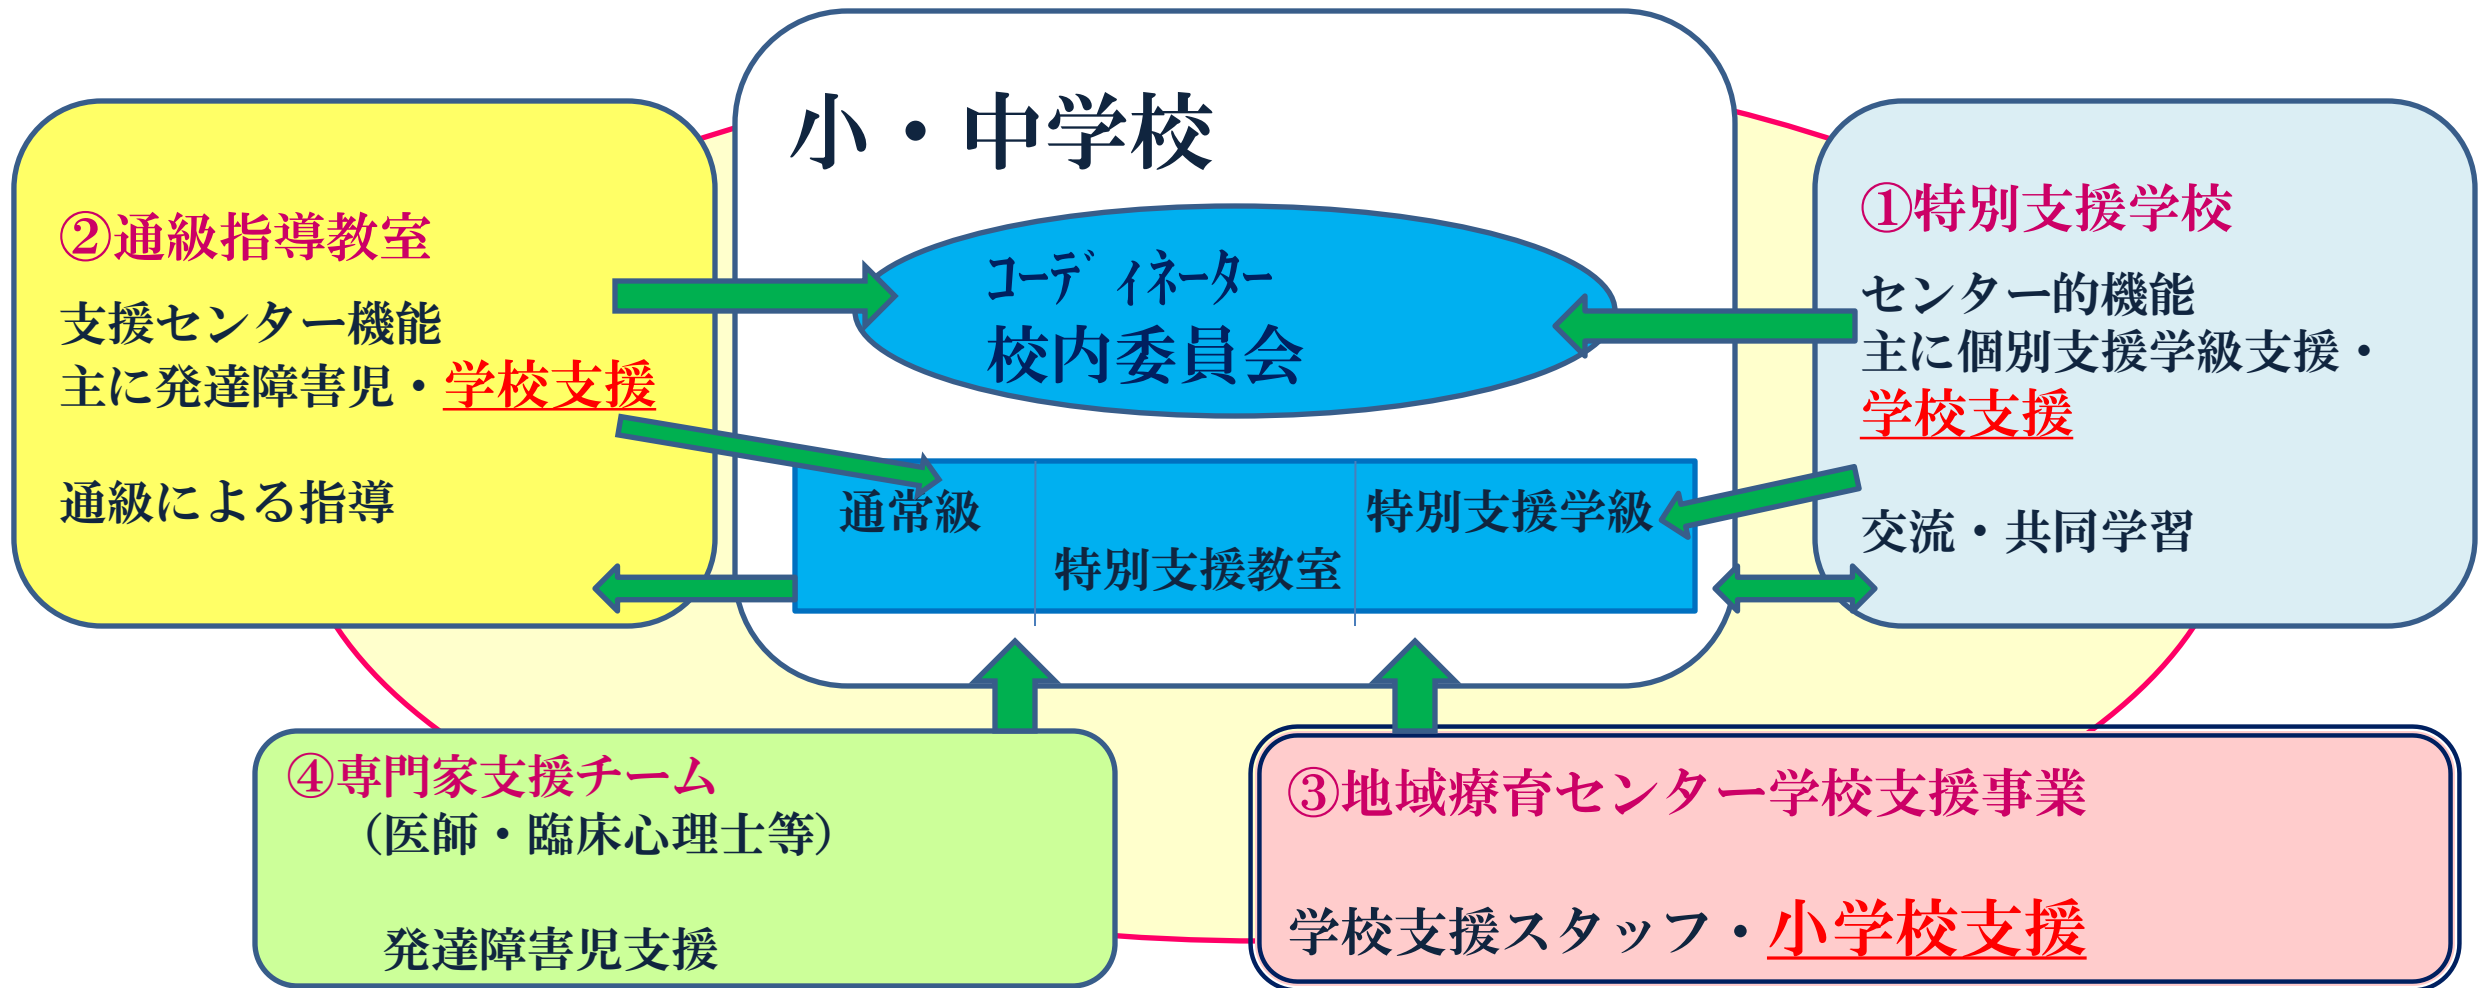 小・中学校
ｺｰﾃﾞｨﾈｰﾀｰ
校内委員会
通常級
特別支援教室
特別支援学級
①特別支援学校
センター的機能
主に個別支援学級支援・
学校支援
交流・共同学習
②通級指導教室
支援センター機能
主に発達障害児・学校支援
通級による指導
③地域療育センター学校支援事業
学校支援スタッフ・小学校支援
④専門家支援チーム
（医師・臨床心理士等）
発達障害児支援